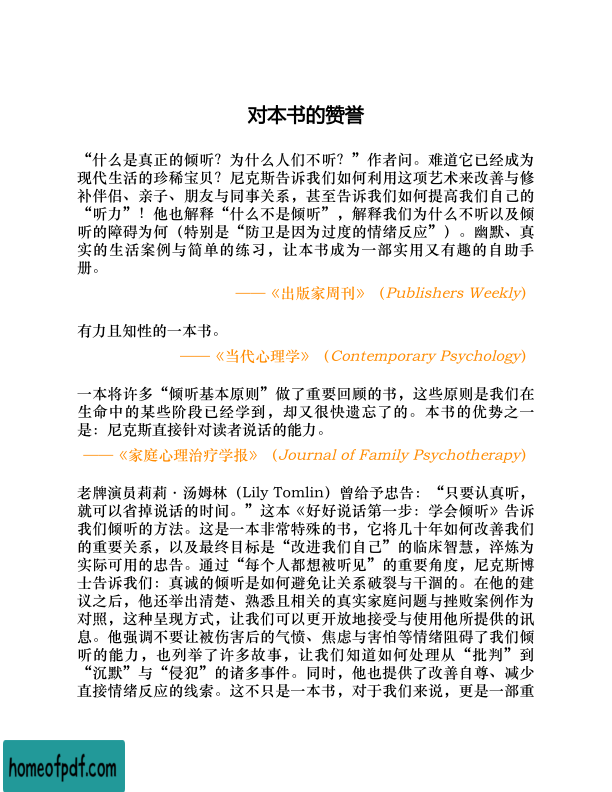 对本书的赞誉
“什么是真正的倾听？为什么人们不听？”作者问。难道它已经成为
现代生活的珍稀宝贝？尼克斯告诉我们如何利用这项艺术来改善与修
补伴侣、亲子、朋友与同事关系，甚至告诉我们如何提高我们自己的
“听力”！他也解释“什么不是倾听”，解释我们为什么不听以及倾
听的障碍为何（特别是“防卫是因为过度的情绪反应”）。幽默、真
实的生活案例与简单的练习，让本书成为一部实用又有趣的自助手
册。
——《出版家周刊》（Publishers Weekly）
有力且知性的一本书。
——《当代心理学》（Contemporary Psychology）
一本将许多“倾听基本原则”做了重要回顾的书，这些原则是我们在
生命中的某些阶段已经学到，却又很快遗忘了的。本书的优势之一
是：尼克斯直接针对读者说话的能力。
——《家庭心理治疗学报》（Journal of Family Psychotherapy）
老牌演员莉莉·汤姆林（Lily Tomlin）曾给予忠告：“只要认真听，
就可以省掉说话的时间。”这本《好好说话第一步：学会倾听》告诉
我们倾听的方法。这是一本非常特殊的书，它将几十年如何改善我们
的重要关系，以及最终目标是“改进我们自己”的临床智慧，淬炼为
实际可用的忠告。通过“每个人都想被听见”的重要角度，尼克斯博
士告诉我们：真诚的倾听是如何避免让关系破裂与干涸的。在他的建
议之后，他还举出清楚、熟悉且相关的真实家庭问题与挫败案例作为
对照，这种呈现方式，让我们可以更开放地接受与使用他所提供的讯
息。他强调不要让被伤害后的气愤、焦虑与害怕等情绪阻碍了我们倾
听的能力，也列举了许多故事，让我们知道如何处理从“批判”到
“沉默”与“侵犯”的诸多事件。同时，他也提供了改善自尊、减少
直接情绪反应的线索。这不只是一本书，对于我们来说，更是一部重
homeofpdf.com